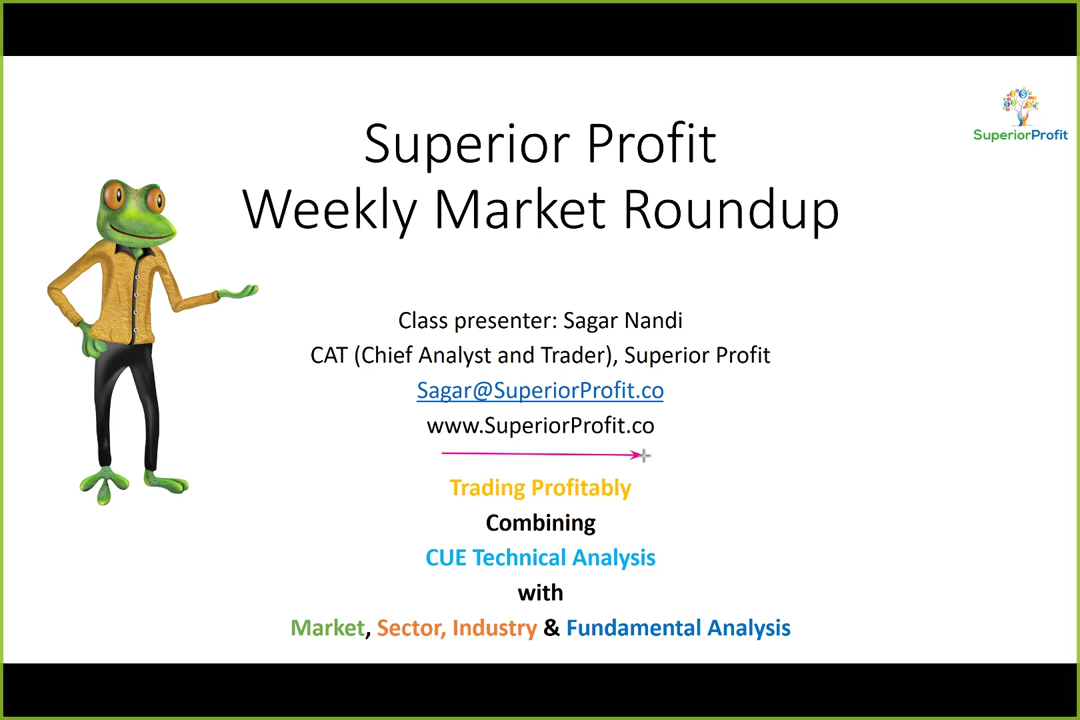 SuperiorProfit
Superior Profit
Weekly Market Roundup
Class presenter: Sagar Nandi
CAT (Chief Analyst and Trader), Superior Profit
Sagar@SuperiorProfit.co
www.SuperiorProfit.co
Trading Profitably
Combining
CUE Technical Analysis
with
Market, Sector, Industry & Fundamental Analysis